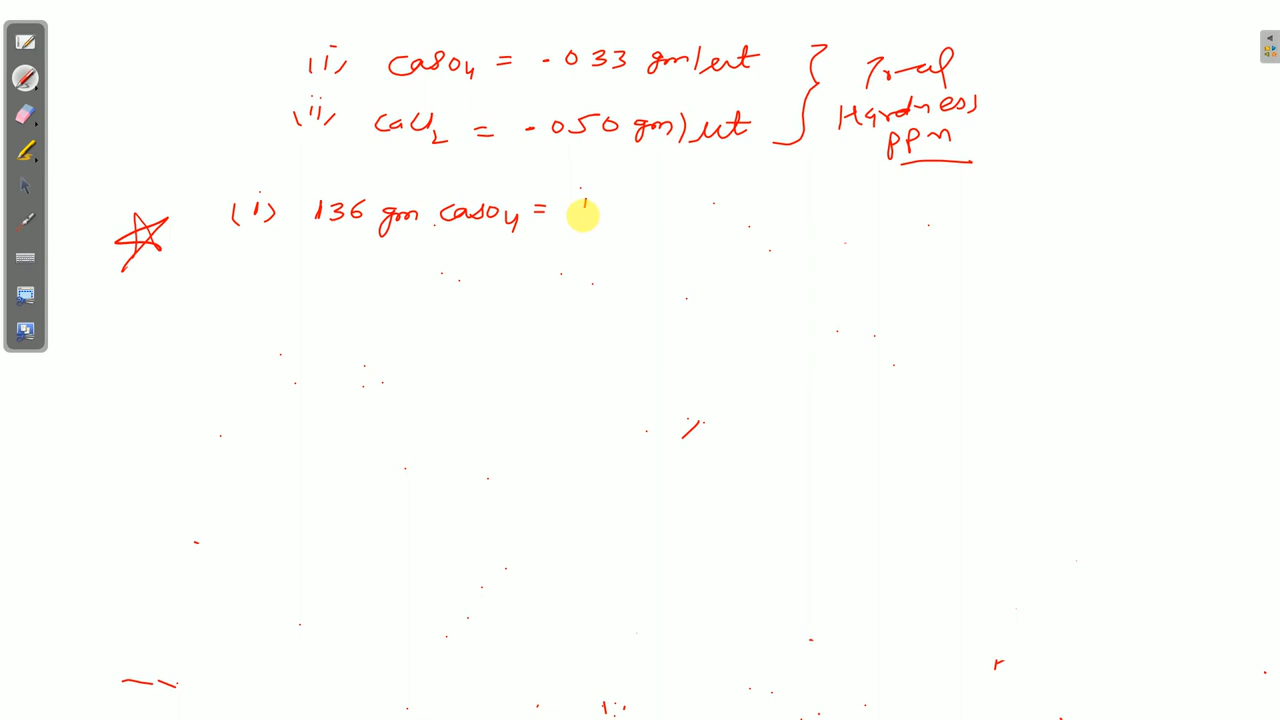 (i) CaSO4 = .033 gm/lit
(ii) CaCl2 = .050 gm/lit
Total
Hardness
ppm
(i) 136 gm CaSO4 =